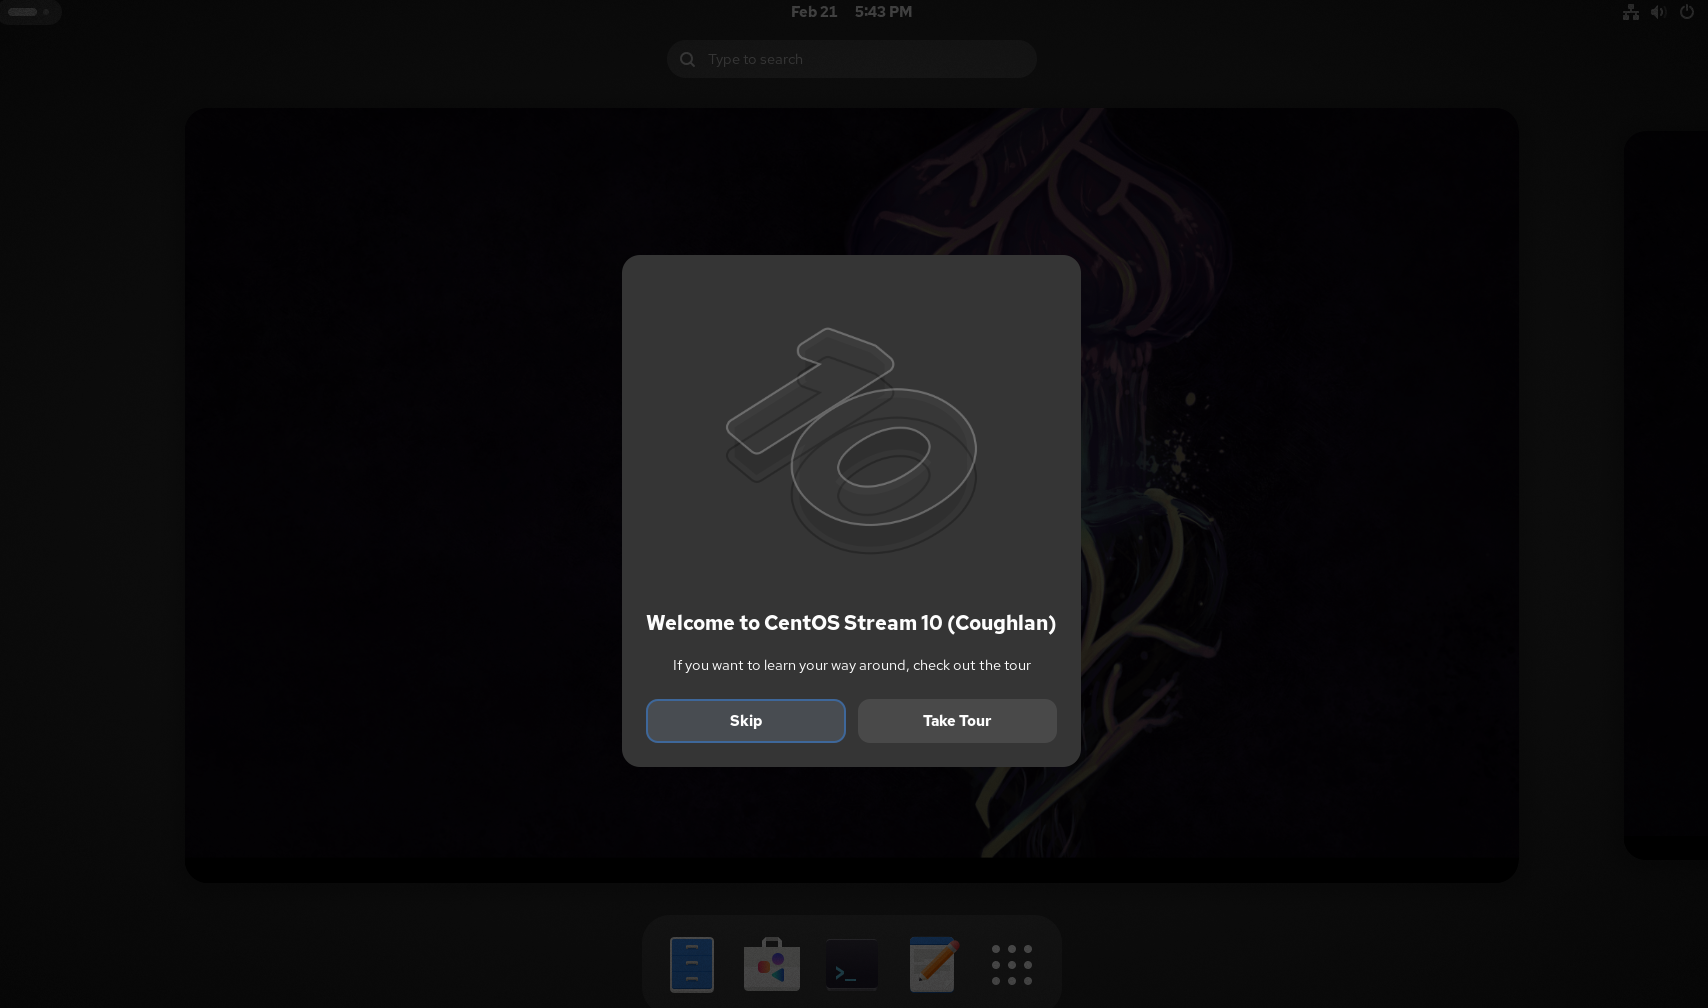 Feb 21 5:43 PM
Type to search
10
Welcome to CentOS Stream 10 (Coughlan)
If you want to learn your way around, check out the tour
Skip Take Tour
>_